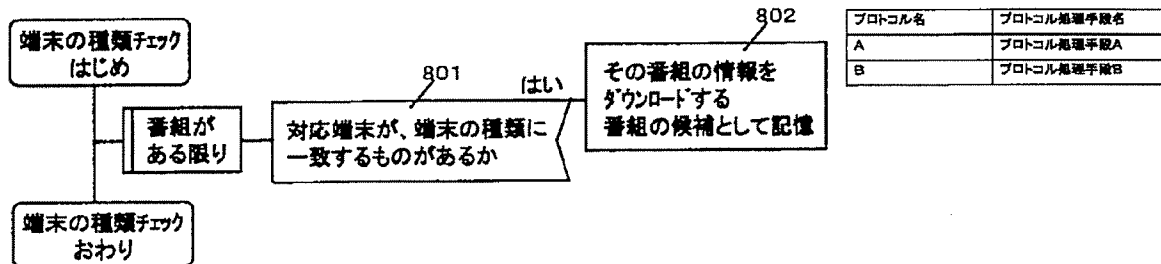 端末の種類チェック
はじめ
番組が
ある限り
801
対応端末が、端末の種類に
一致するものがあるか
はい
802
その番組の情報を
ダウンロードする
番組の候補として記憶
端末の種類チェック
おわり
プロトコル名 プロトコル処理手段名
A プロトコル処理手段A
B プロトコル処理手段B